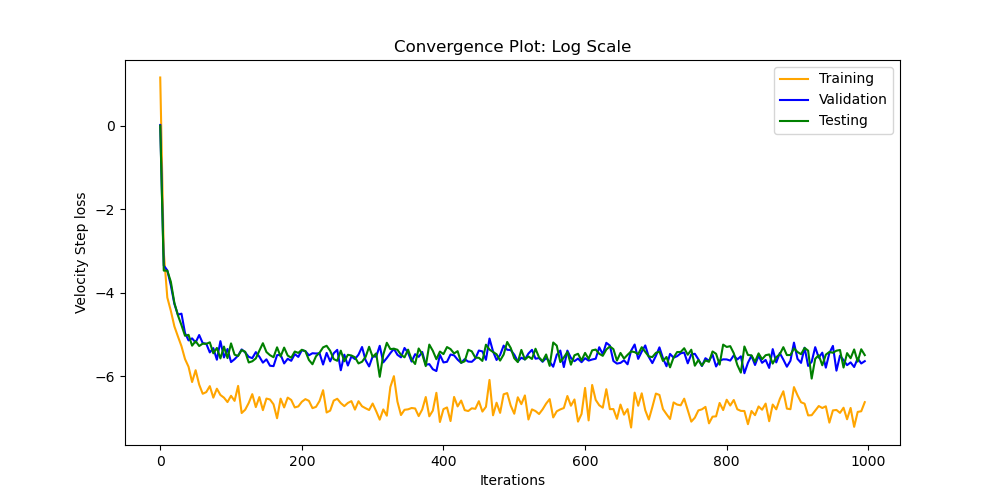 Convergence Plot: Log Scale
Training
Validation
Testing
0
−2
−4
−6
Velocity Step loss
0
200
400
600
800
1000
Iterations